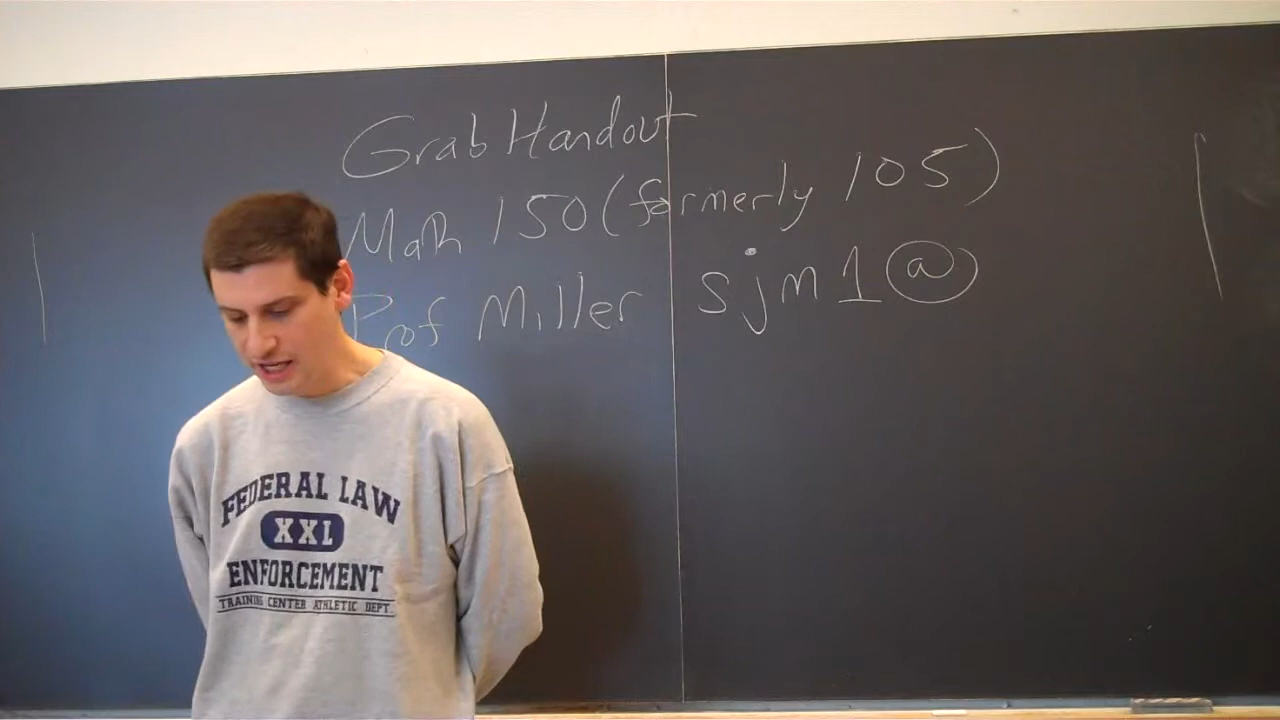 Grab Handout
Math 150 (formerly 105)
Prof Miller sjm1@
FEDERAL LAW
XXL
ENFORCEMENT
TRAINING CENTER ATHLETIC DEPT